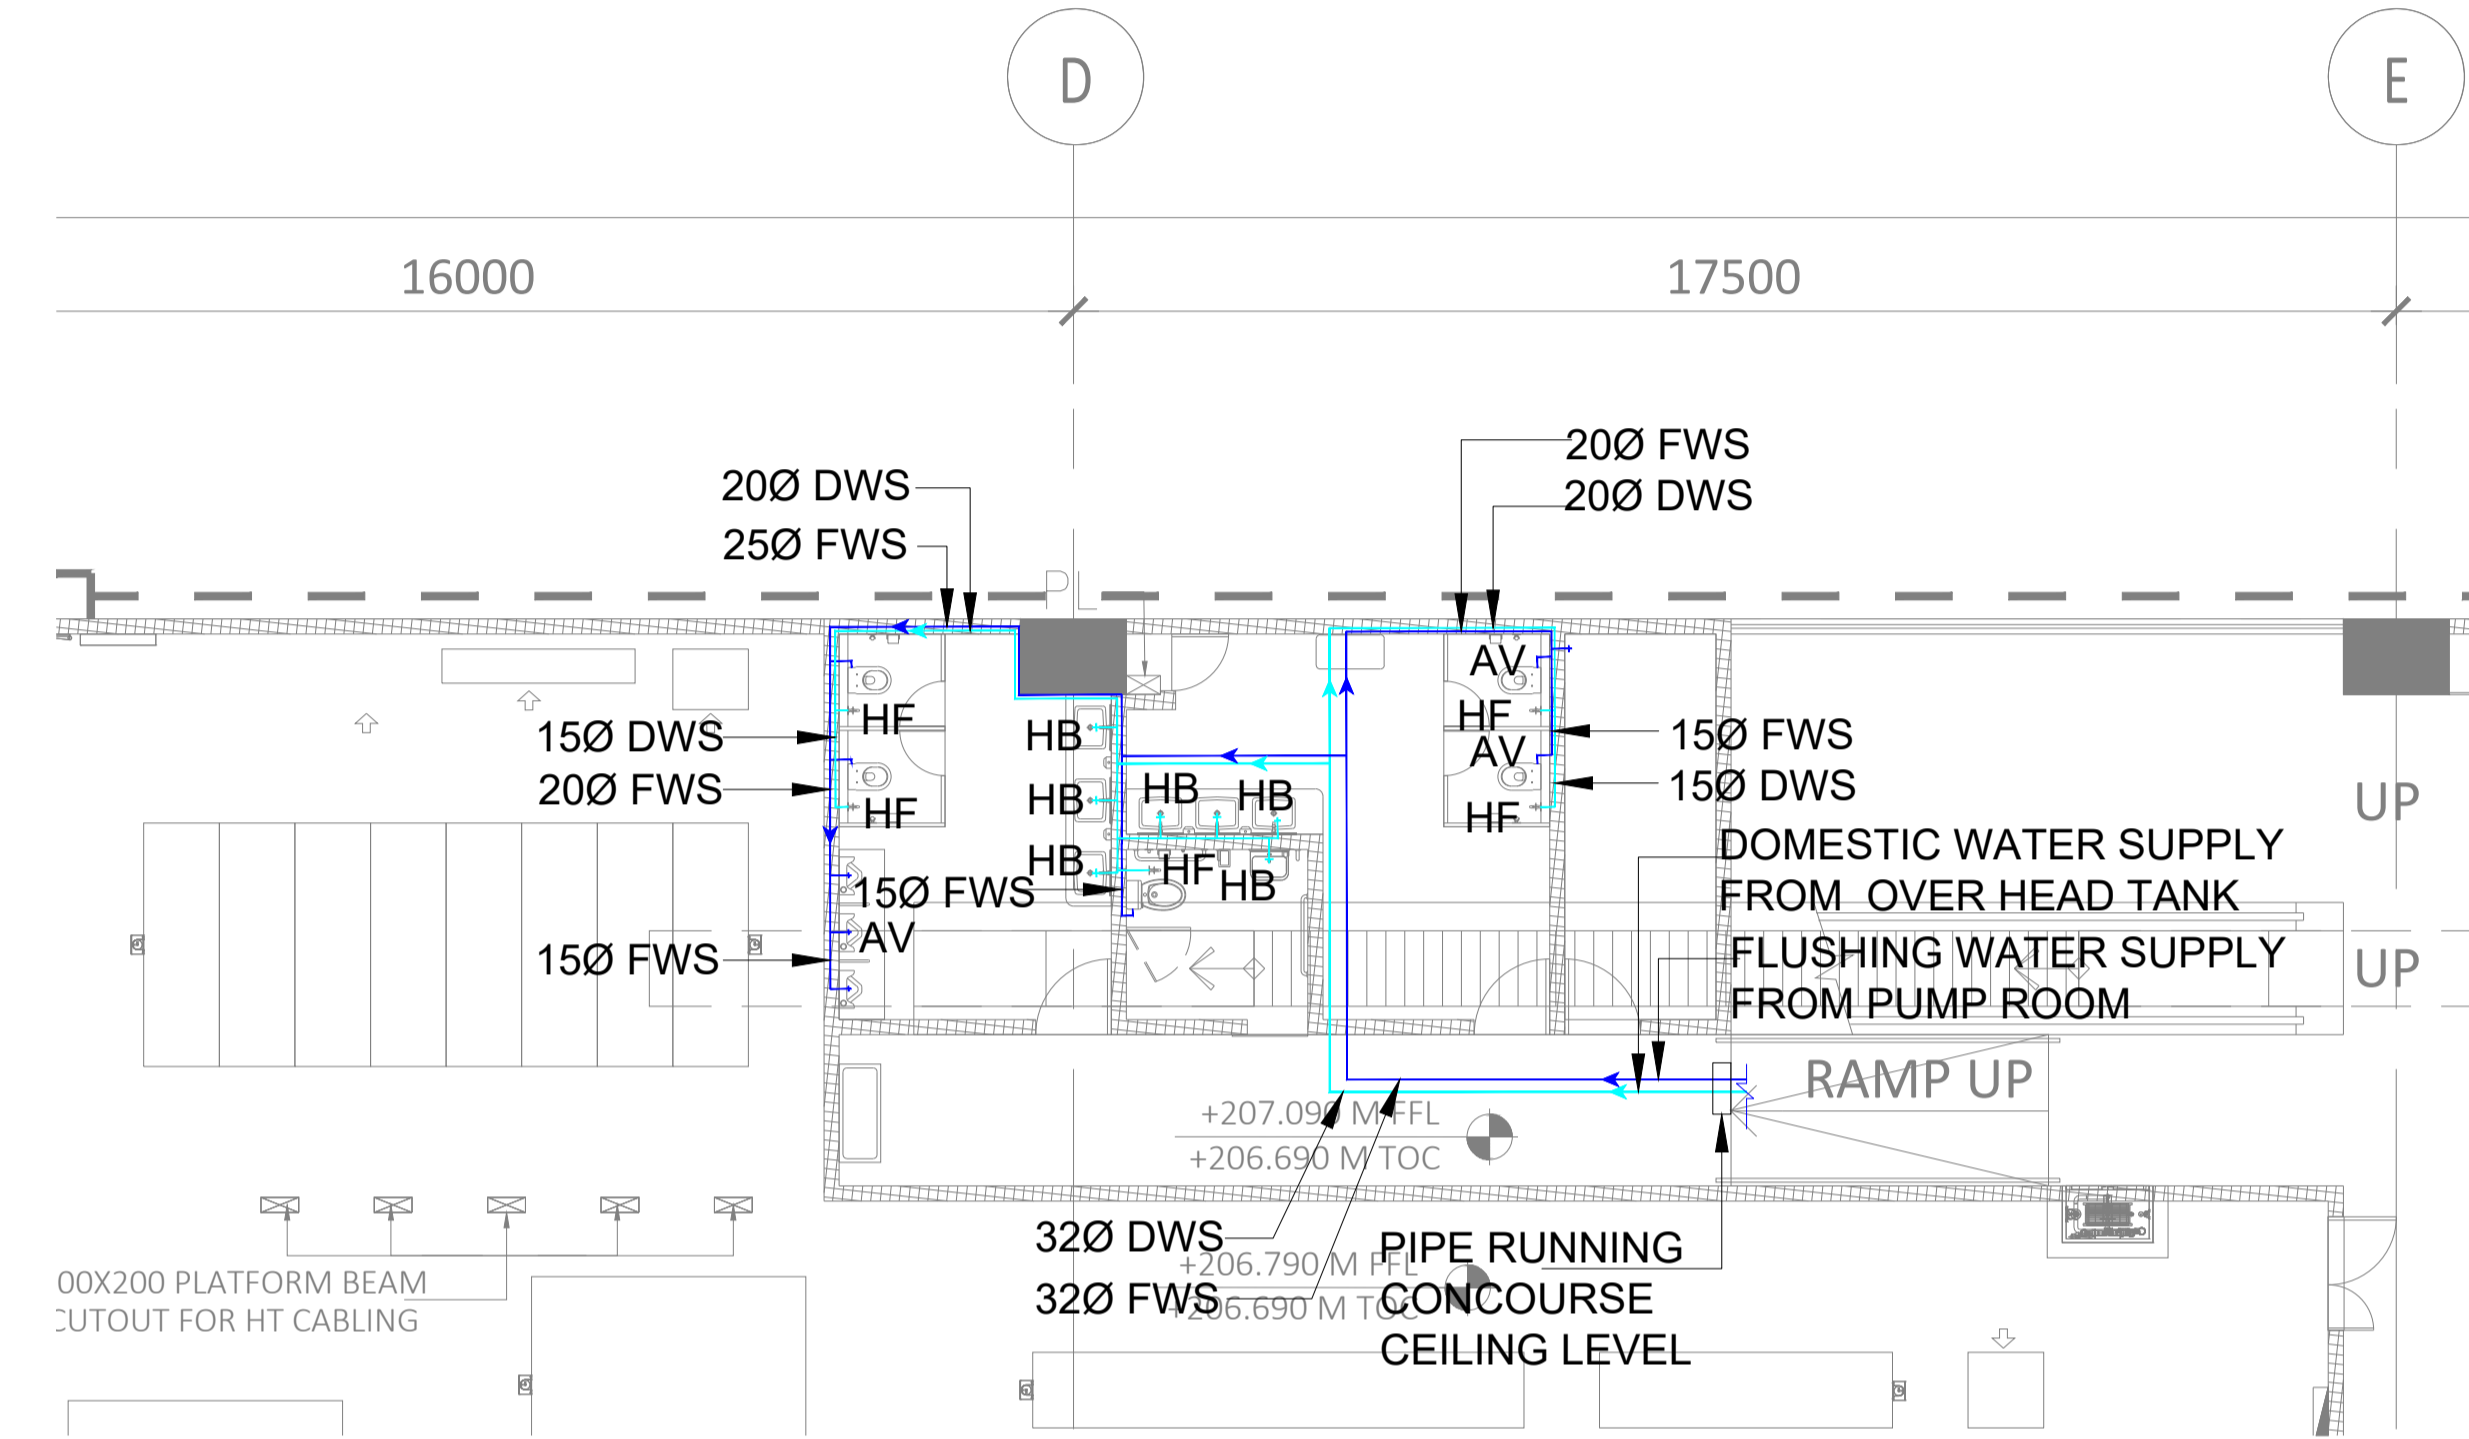 D
E
16000
17500
20Ø FWS
20Ø DWS
20Ø DWS
25Ø FWS
PL
AV
HF
HF
AV
HF
HF
HB
HB
HB
HB
HB
HF
HB
15Ø DWS
20Ø FWS
15Ø FWS
15Ø DWS
15Ø FWS
AV
15Ø FWS
UP
UP
DOMESTIC WATER SUPPLY
FROM OVER HEAD TANK
FLUSHING WATER SUPPLY
FROM PUMP ROOM
RAMP UP
+207.090 M FFL
+206.690 M TOC
32Ø DWS
32Ø FWS
+206.790 M FFL
+206.690 M TOC
PIPE RUNNING
CONCOURSE
CEILING LEVEL
00X200 PLATFORM BEAM
CUTOUT FOR HT CABLING